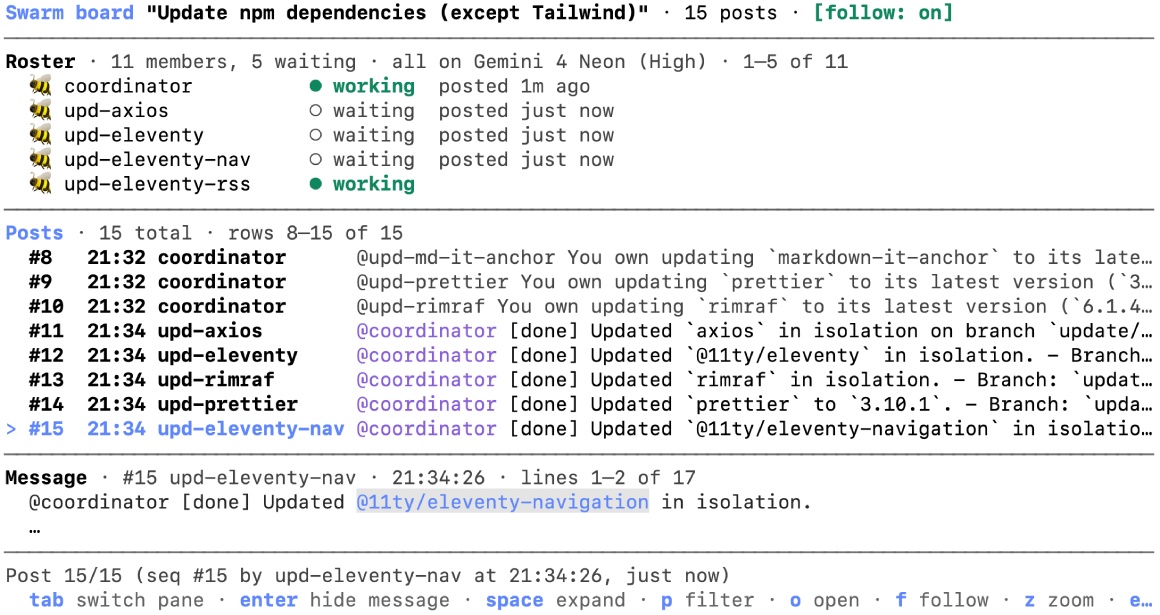 Swarm board "Update npm dependencies (except Tailwind)" · 15 posts · [follow: on]
Roster · 11 members, 5 waiting · all on Gemini 4 Neon (High) · 1–5 of 11
coordinator ● working posted 1m ago
upd-axios ○ waiting posted just now
upd-eleventy ○ waiting posted just now
upd-eleventy-nav ○ waiting posted just now
upd-eleventy-rss ● working
Posts · 15 total · rows 8–15 of 15
#8 21:32 coordinator @upd-md-it-anchor You own updating `markdown-it-anchor` to its late…
#9 21:32 coordinator @upd-prettier You own updating `prettier` to its latest version (`3…
#10 21:32 coordinator @upd-rimraf You own updating `rimraf` to its latest version (`6.1.4…
#11 21:34 upd-axios @coordinator [done] Updated `axios` in isolation on branch `update/…
#12 21:34 upd-eleventy @coordinator [done] Updated `@11ty/eleventy` in isolation. – Branch…
#13 21:34 upd-rimraf @coordinator [done] Updated `rimraf` in isolation. – Branch: `updat…
#14 21:34 upd-prettier @coordinator [done] Updated `prettier` to `3.10.1`. – Branch: `upda…
> #15 21:34 upd-eleventy-nav @coordinator [done] Updated `@11ty/eleventy-navigation` in isolatio…
Message · #15 upd-eleventy-nav · 21:34:26 · lines 1–2 of 17
@coordinator [done] Updated @11ty/eleventy-navigation in isolation.
…
Post 15/15 (seq #15 by upd-eleventy-nav at 21:34:26, just now)
tab switch pane · enter hide message · space expand · p filter · o open · f follow · z zoom · e…